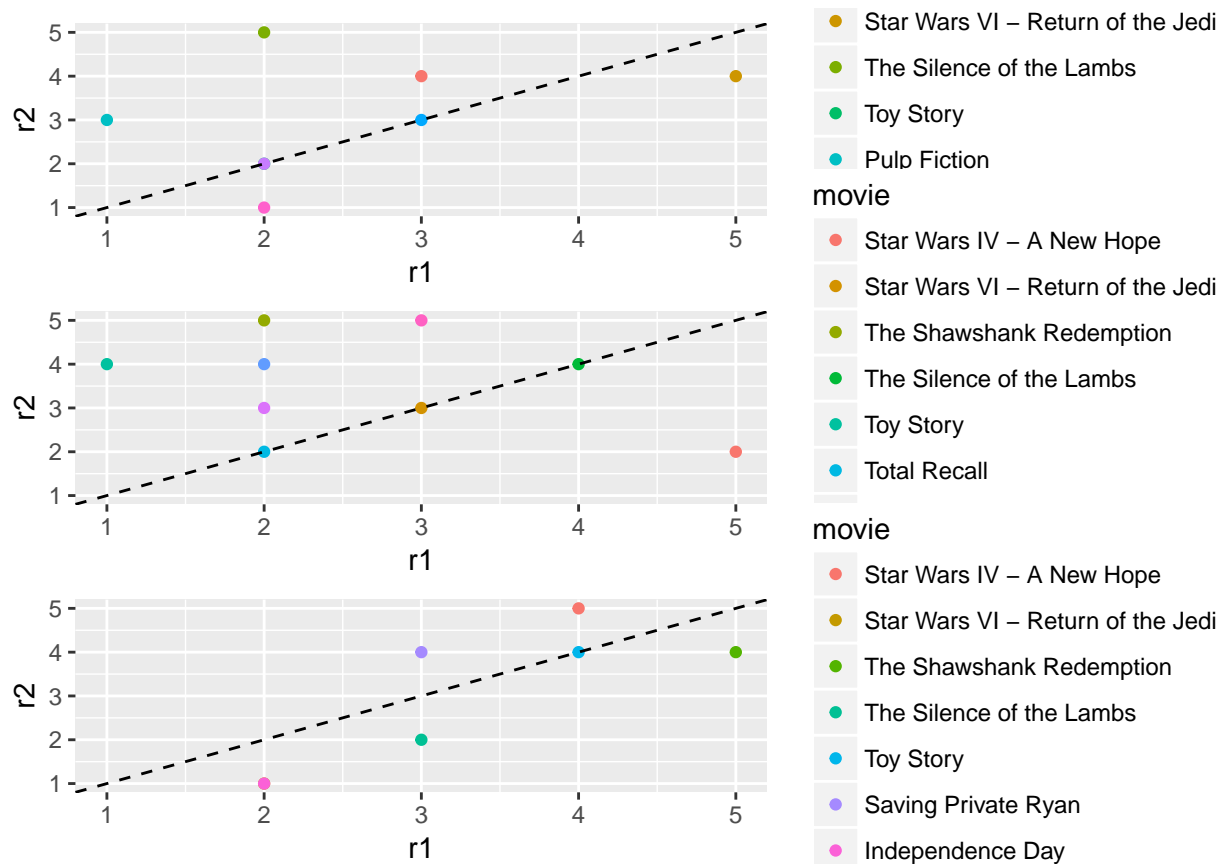 5
4
3
2
1
r2
1 2 3 4 5
r1
Star Wars VI – Return of the Jedi
The Silence of the Lambs
Toy Story
Pulp Fiction
5
4
3
2
1
r2
1 2 3 4 5
r1
movie
Star Wars IV – A New Hope
Star Wars VI – Return of the Jedi
The Shawshank Redemption
The Silence of the Lambs
Toy Story
Total Recall
5
4
3
2
1
r2
1 2 3 4 5
r1
movie
Star Wars IV – A New Hope
Star Wars VI – Return of the Jedi
The Shawshank Redemption
The Silence of the Lambs
Toy Story
Saving Private Ryan
Independence Day